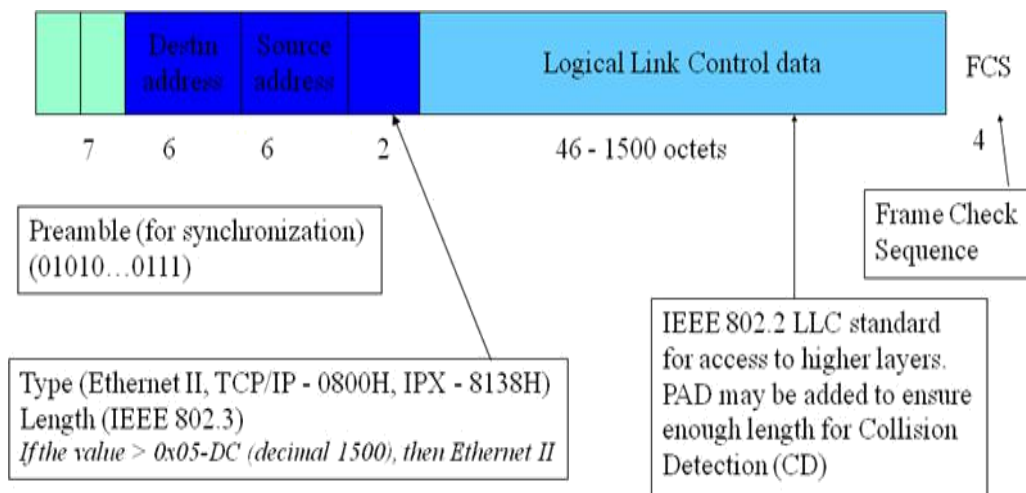 Destin address
Source address
Logical Link Control data
FCS
7
6
6
2
46 - 1500 octets
4
Preamble (for synchronization)
(01010…0111)
Frame Check
Sequence
Type (Ethernet II, TCP/IP - 0800H, IPX - 8138H)
Length (IEEE 802.3)
If the value > 0x05-DC (decimal 1500), then Ethernet II
IEEE 802.2 LLC standard
for access to higher layers.
PAD may be added to ensure
enough length for Collision
Detection (CD)